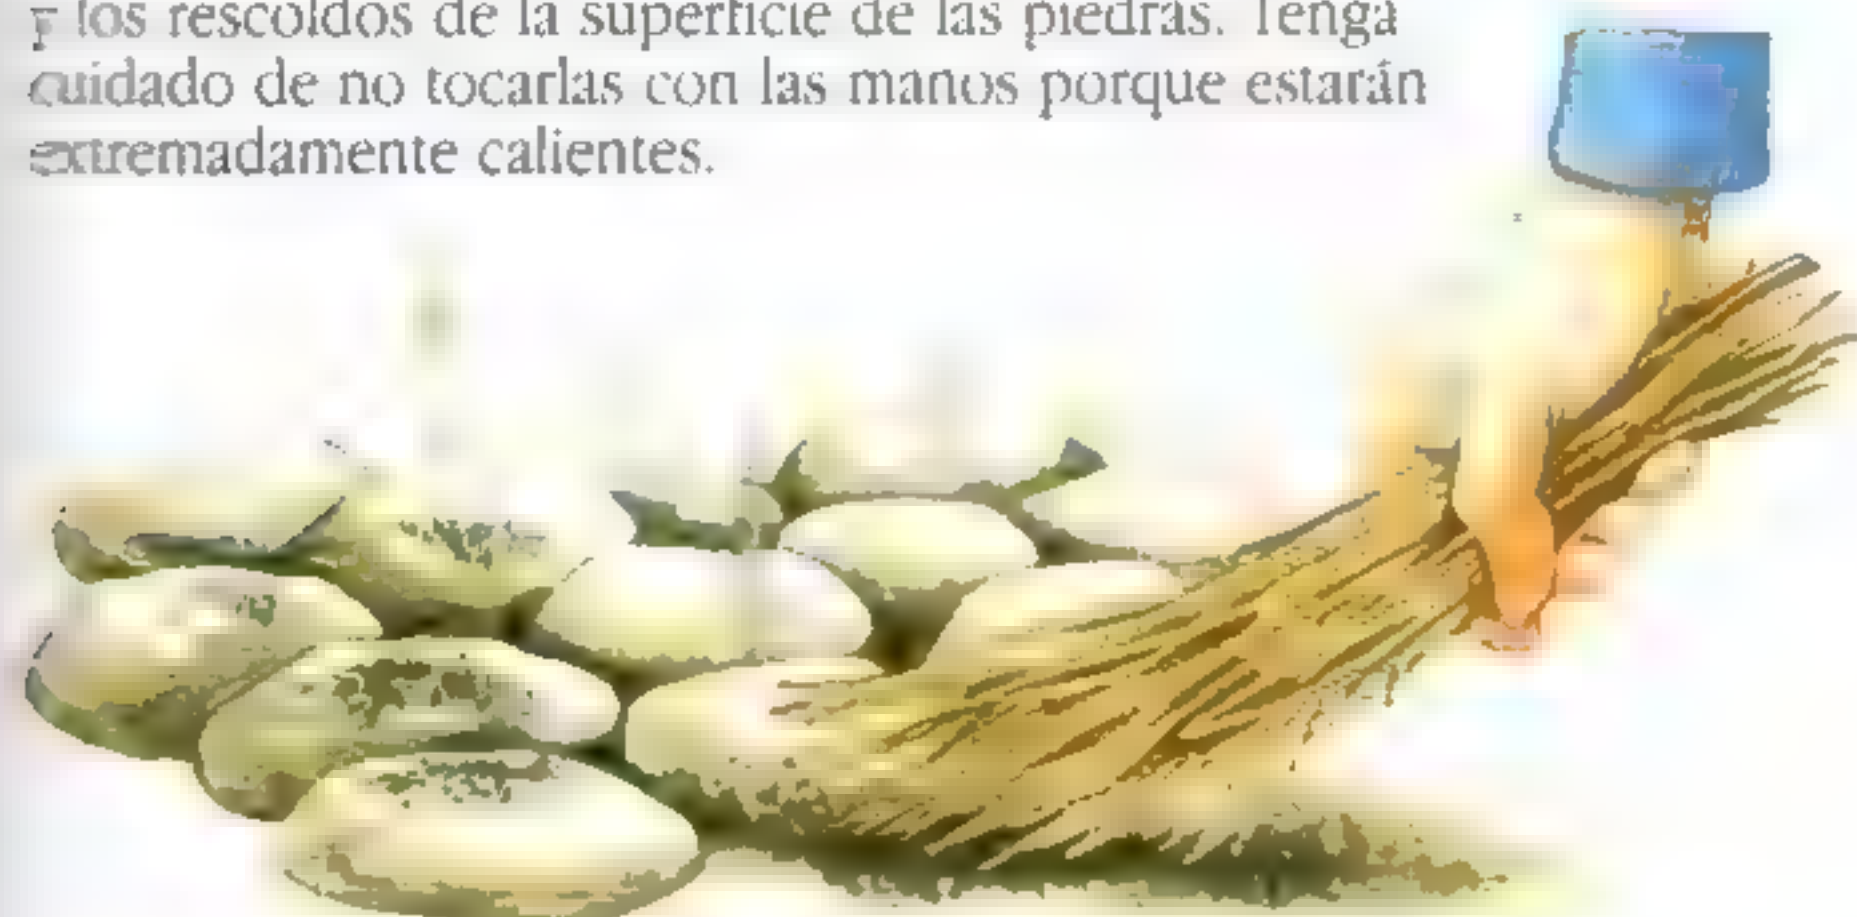 y los rescoldos de la superficie de las piedras. Tenga
cuidado de no tocarlas con las manos porque estarán
extremadamente calientes.